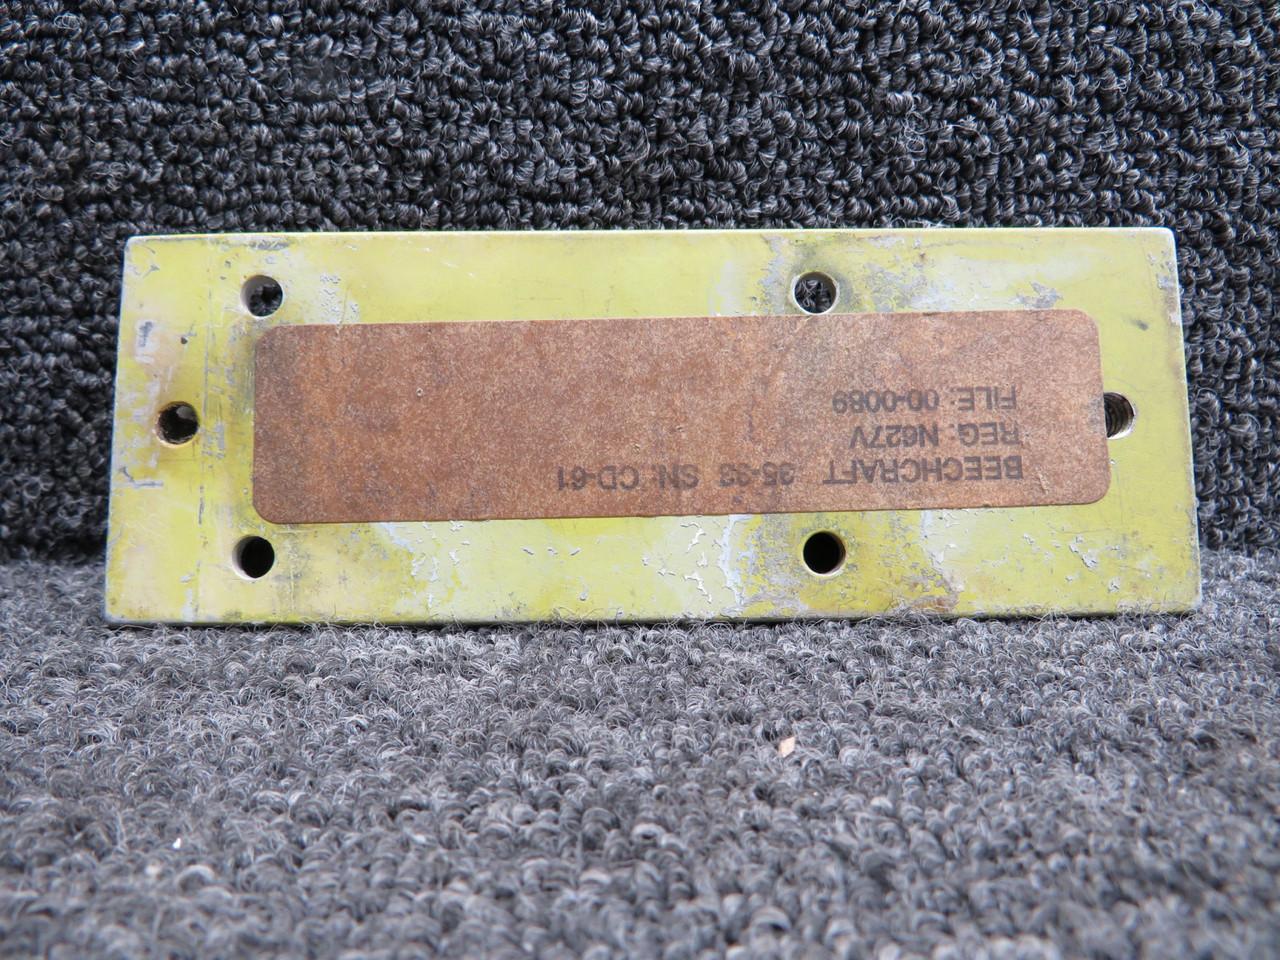 BEECHCRAFT 35-33 SN: CD-61
REG: N627V
FILE: 00-0089